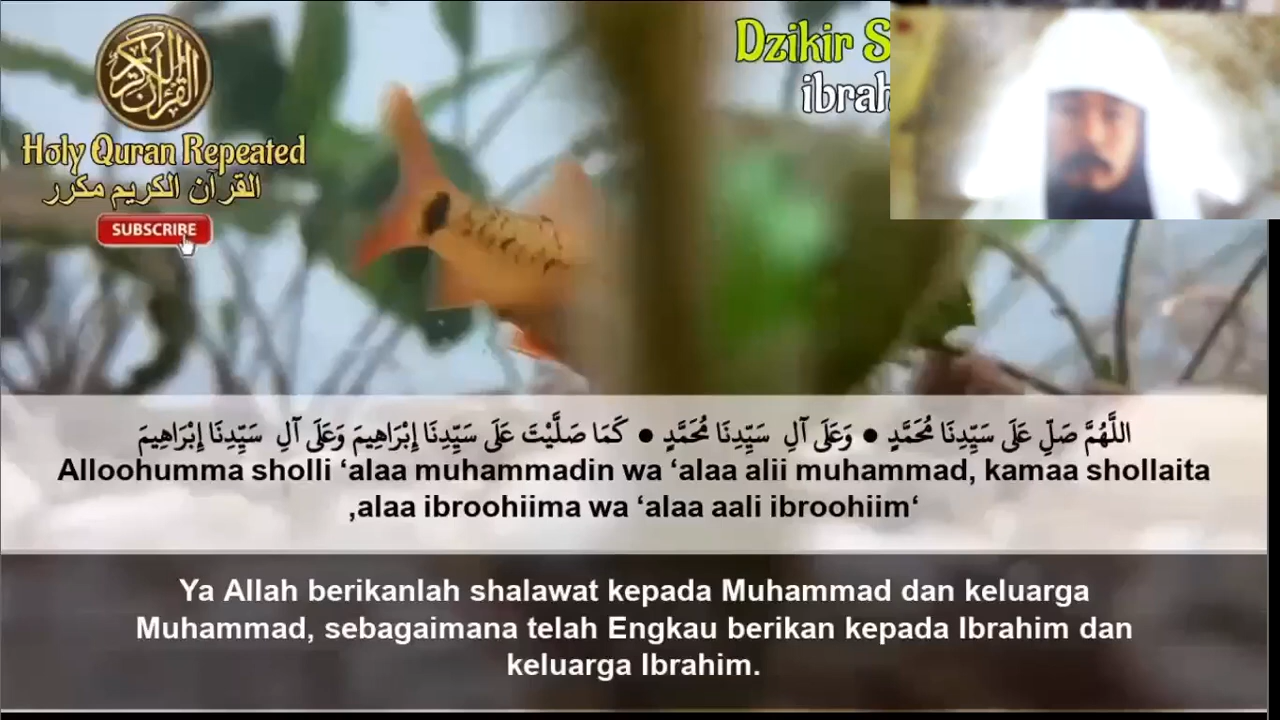 القرآن الكريم
Holy Quran Repeated
القرآن الكريم مكرر
SUBSCRIBE
Dzikir S
ibrah
اللَّهُمَّ صَلِّ عَلَى سَيِّدِنَا مُحَمَّدٍ ● وَعَلَى آلِ سَيِّدِنَا مُحَمَّدٍ ● كَمَا صَلَّيْتَ عَلَى سَيِّدِنَا إِبْرَاهِيمَ وَعَلَى آلِ سَيِّدِنَا إِبْرَاهِيمَ
Alloohumma sholli ‘alaa muhammadin wa ‘alaa alii muhammad, kamaa shollaita
,alaa ibroohiima wa ‘alaa aali ibroohiim‘
Ya Allah berikanlah shalawat kepada Muhammad dan keluarga
Muhammad, sebagaimana telah Engkau berikan kepada Ibrahim dan
keluarga Ibrahim.